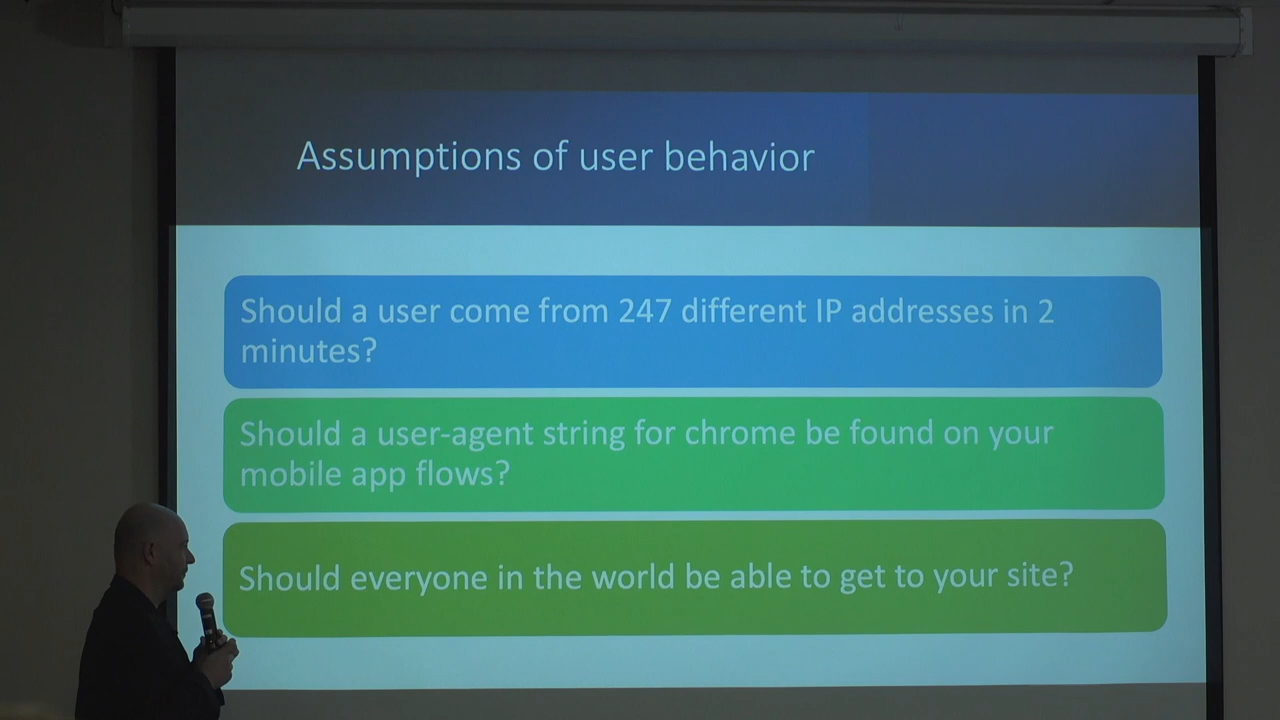 Assumptions of user behavior
Should a user come from 247 different IP addresses in 2
minutes?
Should a user-agent string for chrome be found on your
mobile app flows?
Should everyone in the world be able to get to your site?